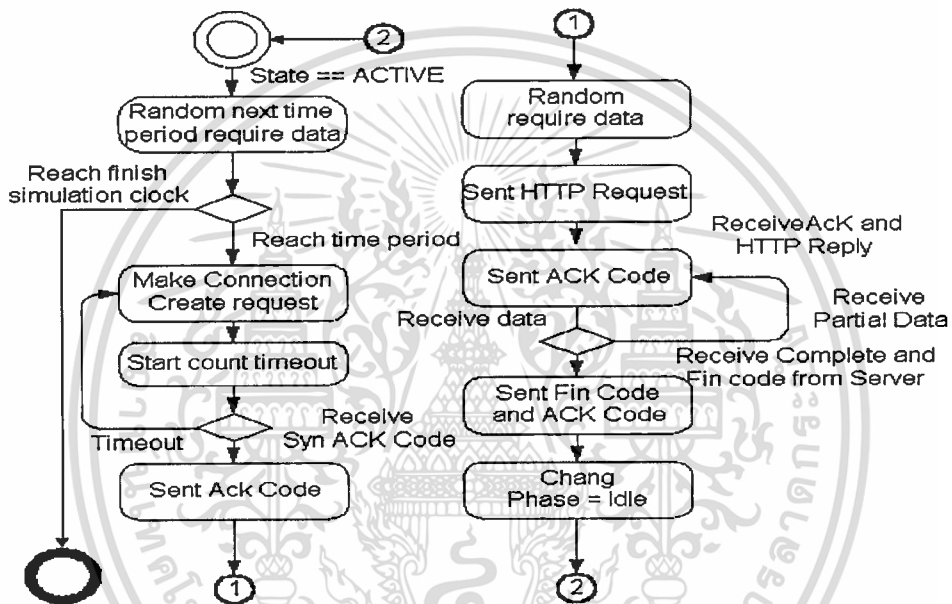 2
State == ACTIVE
Random next time
period require data
Reach finish
simulation clock
Reach time period
Make Connection
Create request
Start count timeout
Receive
Syn ACK Code
Timeout
Sent Ack Code
1
1
Random
require data
Sent HTTP Request
ReceiveAcK and
HTTP Reply
Sent ACK Code
Receive data
Receive
Partial Data
Receive Complete and
Fin code from Server
Sent Fin Code
and ACK Code
Chang
Phase = Idle
2